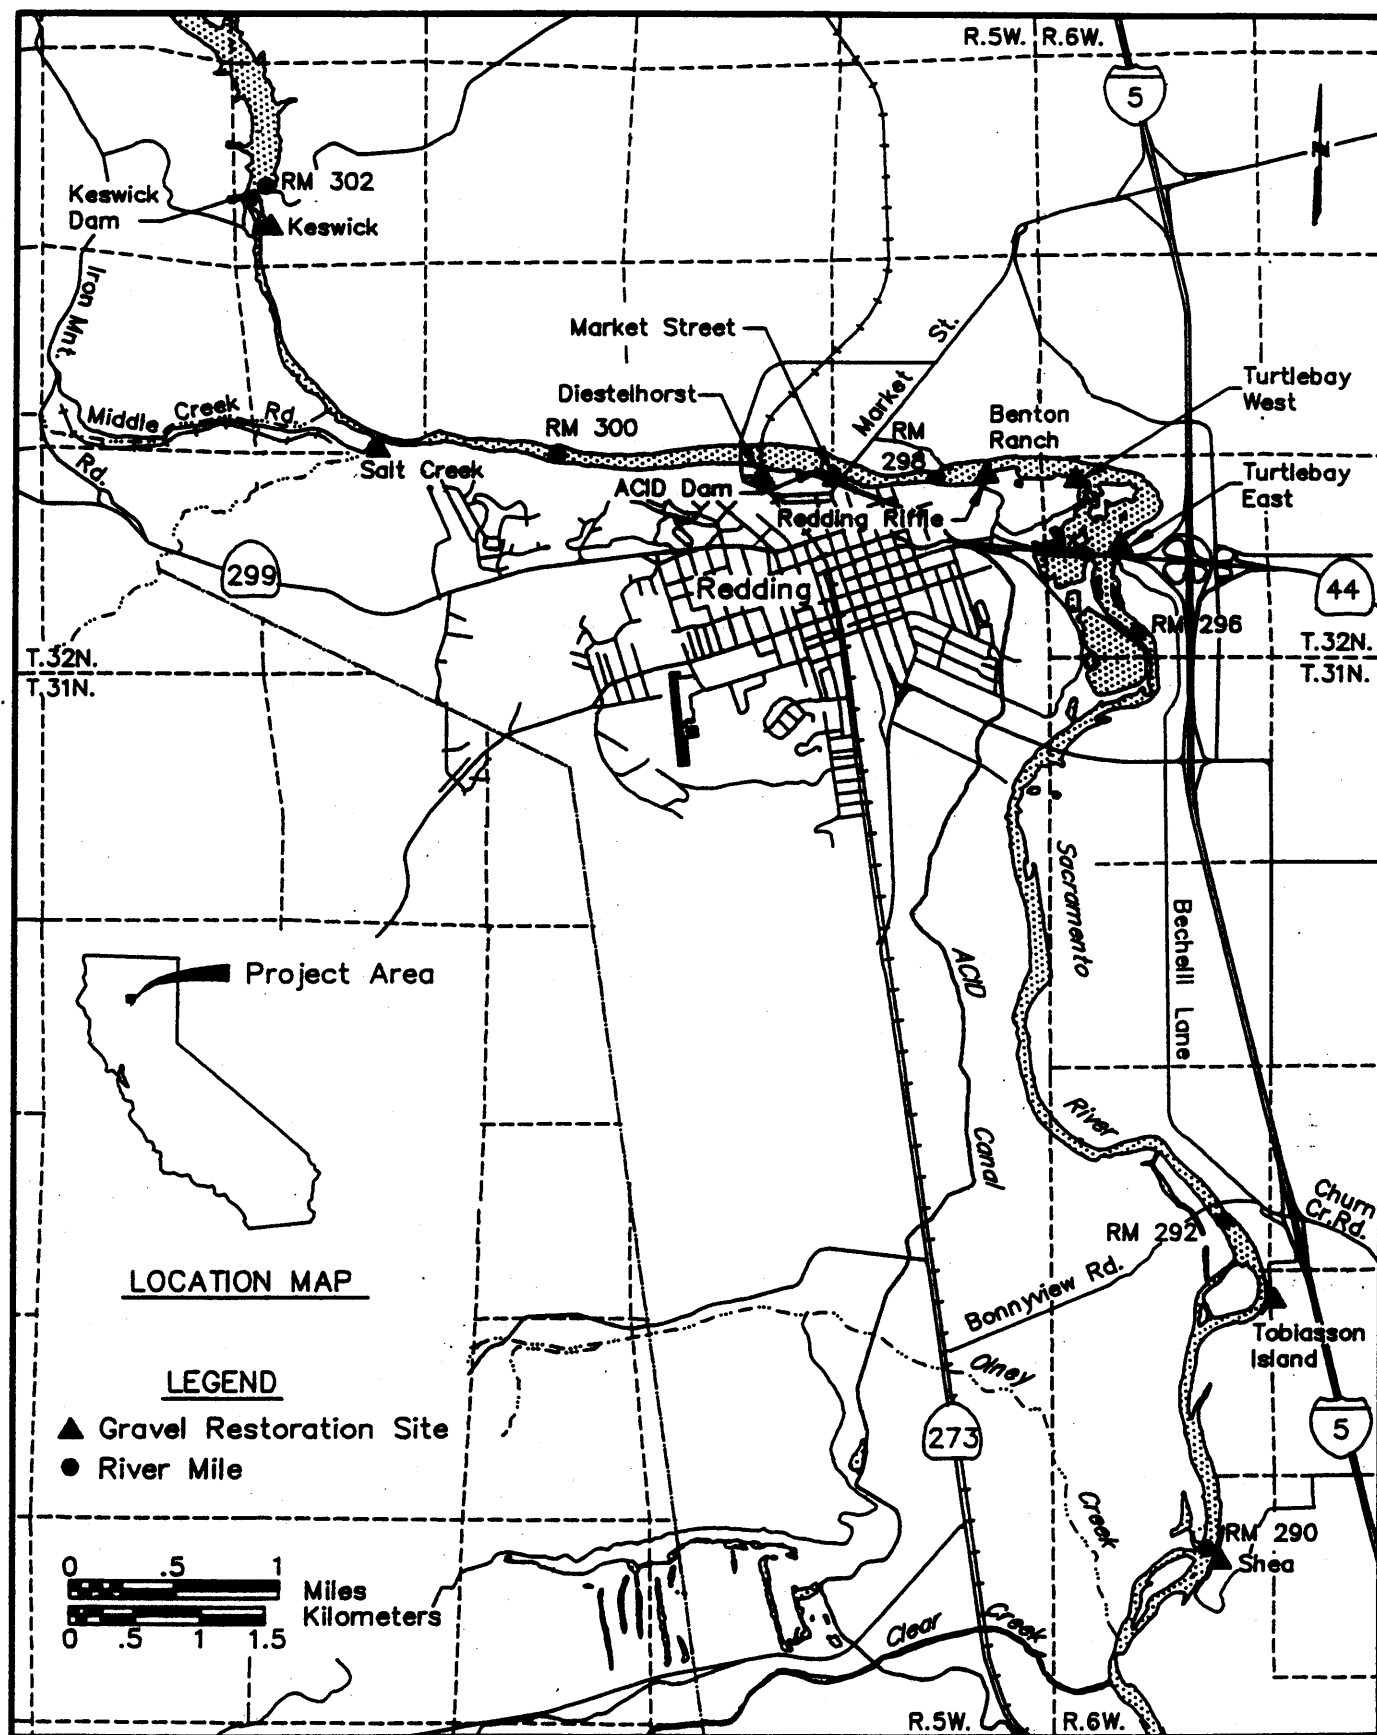 R.5W. R.6W.
5
N
RM 302
Keswick
Dam
Keswick
Iron Mnt.
Rd.
Market Street
Market St.
Diestelhorst
Turtlebay
West
Middle Creek Rd.
RM 300
Benton
Ranch
RM
298
Salt Creek
ACID Dam
Turtlebay
East
Redding Riffle
299
Redding
44
RM 296
T.32N.
T.31N.
T.32N.
T.31N.
Sacramento
River
Bechelli Lane
ACID
Canal
Project Area
Churn
Cr.Rd.
RM 292
LOCATION MAP
Bonnyview Rd.
Tobiasson
Island
Olney
Creek
LEGEND
Gravel Restoration Site
River Mile
273
5
RM 290
Shea
0 .5 1
Miles
Kilometers
0 .5 1 1.5
Clear Creek
R.5W. R.6W.